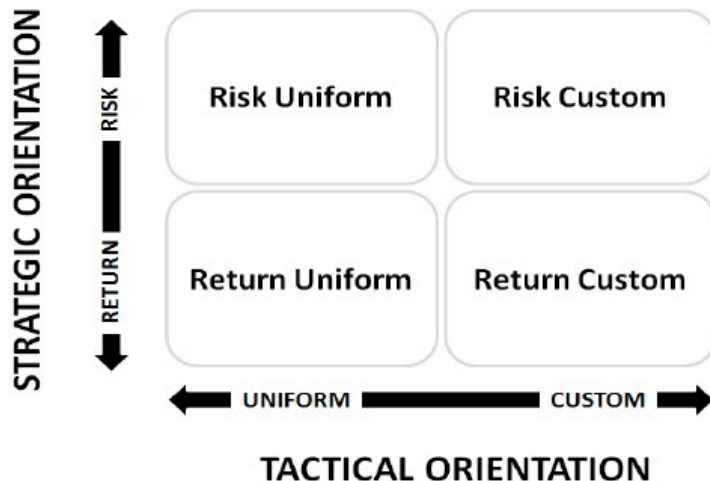 STRATEGIC ORIENTATION
RISK
RETURN
Risk Uniform
Risk Custom
Return Uniform
Return Custom
UNIFORM
CUSTOM
TACTICAL ORIENTATION